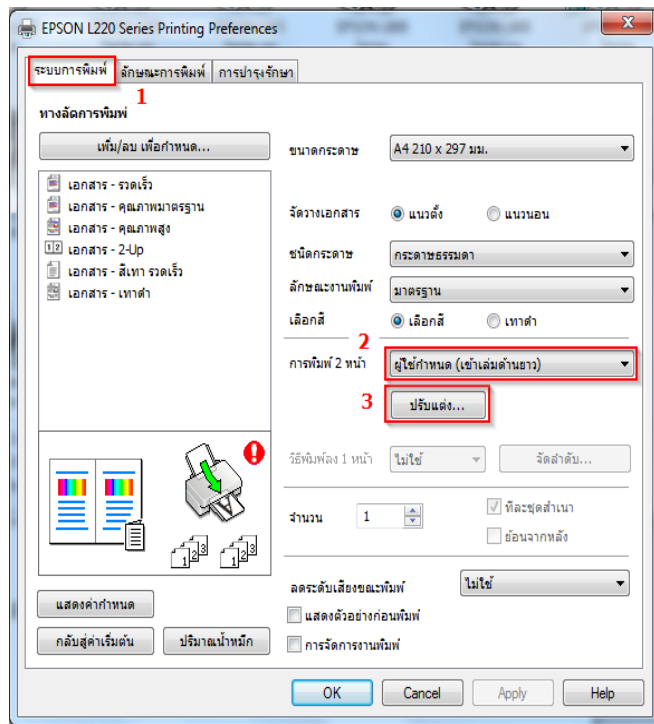 EPSON L220 Series Printing Preferences
ระบบการพิมพ์ ลักษณะการพิมพ์ การบำรุงรักษา
1
ทางลัดการพิมพ์
เพิ่ม/ลบ เพื่อกำหนด...
เอกสาร - รวดเร็ว
เอกสาร - คุณภาพมาตรฐาน
เอกสาร - คุณภาพสูง
12 เอกสาร - 2-Up
เอกสาร - สีเทา รวดเร็ว
เอกสาร - เทาดำ
ขนาดกระดาษ A4 210 x 297 มม.
จัดวางเอกสาร แนวตั้ง แนวนอน
ชนิดกระดาษ กระดาษธรรมดา
ลักษณะงานพิมพ์ มาตรฐาน
เลือกสี เลือกสี เทาดำ
2
การพิมพ์ 2 หน้า ผู้ใช้กำหนด (เข้าเล่มด้านยาว)
3 ปรับแต่ง...
วิธีพิมพ์ลง 1 หน้า ไม่ใช่ จัดลำดับ...
จำนวน 1 ทีละชุดสำเนา
ย้อนจากหลัง
1 2 3 1 2 3
ลดระดับเสียงขณะพิมพ์ ไม่ใช่
แสดงตัวอย่างก่อนพิมพ์
การจัดการงานพิมพ์
แสดงค่ากำหนด
กลับสู่ค่าเริ่มต้น ปริมาณน้ำหมึก
OK Cancel Apply Help